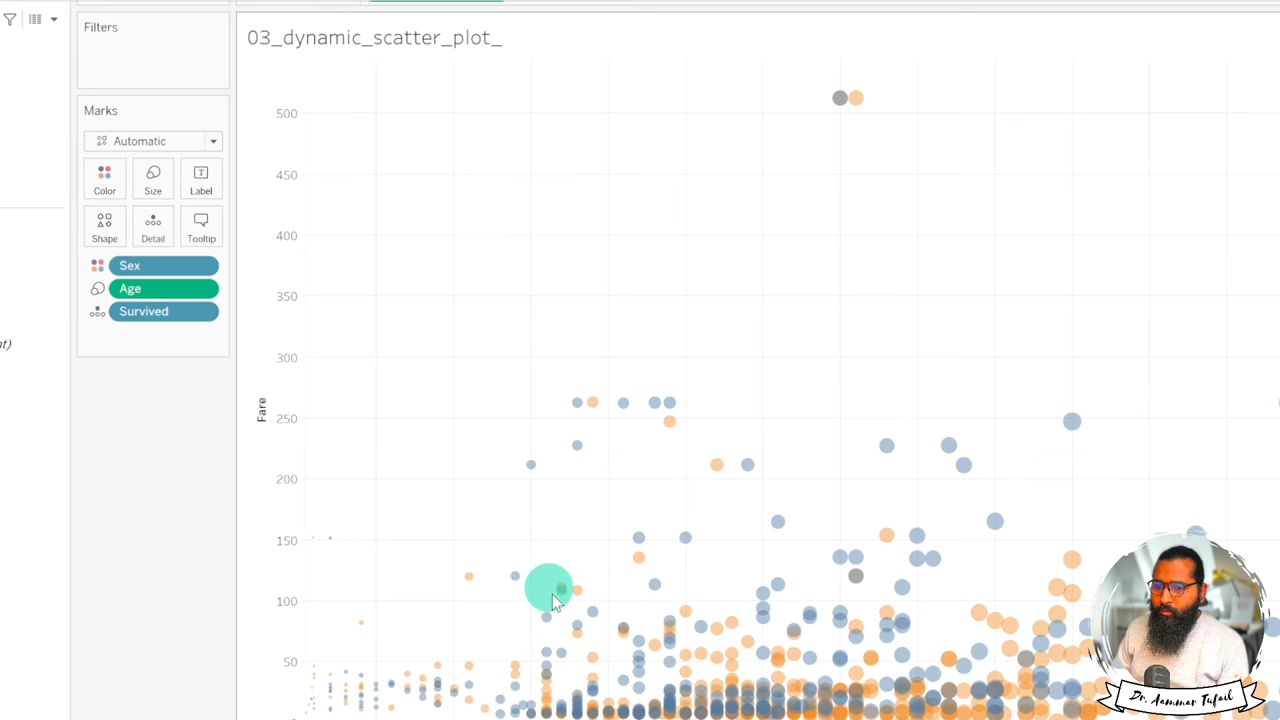 Filters
03_dynamic_scatter_plot_
Marks
Automatic
Color
Size
Label
Shape
Detail
Tooltip
Sex
Age
Survived
nt)
Fare
500
450
400
350
300
250
200
150
100
50
Dr. Aammar Tufail